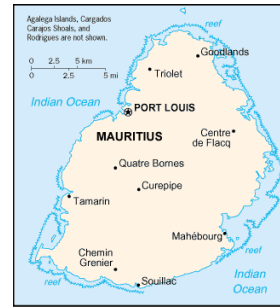 Agalega Islands, Cargados
Carajos Shoals, and
Rodrigues are not shown.
0 2.5 5 km
0 2.5 5 mi
reef
Goodlands
Triolet
Indian Ocean
PORT LOUIS
MAURITIUS
Centre
de Flacq
Quatre Bornes
Curepipe
Tamarin
Mahébourg
Chemin
Grenier
reef
Souillac
reef
Indian
Ocean